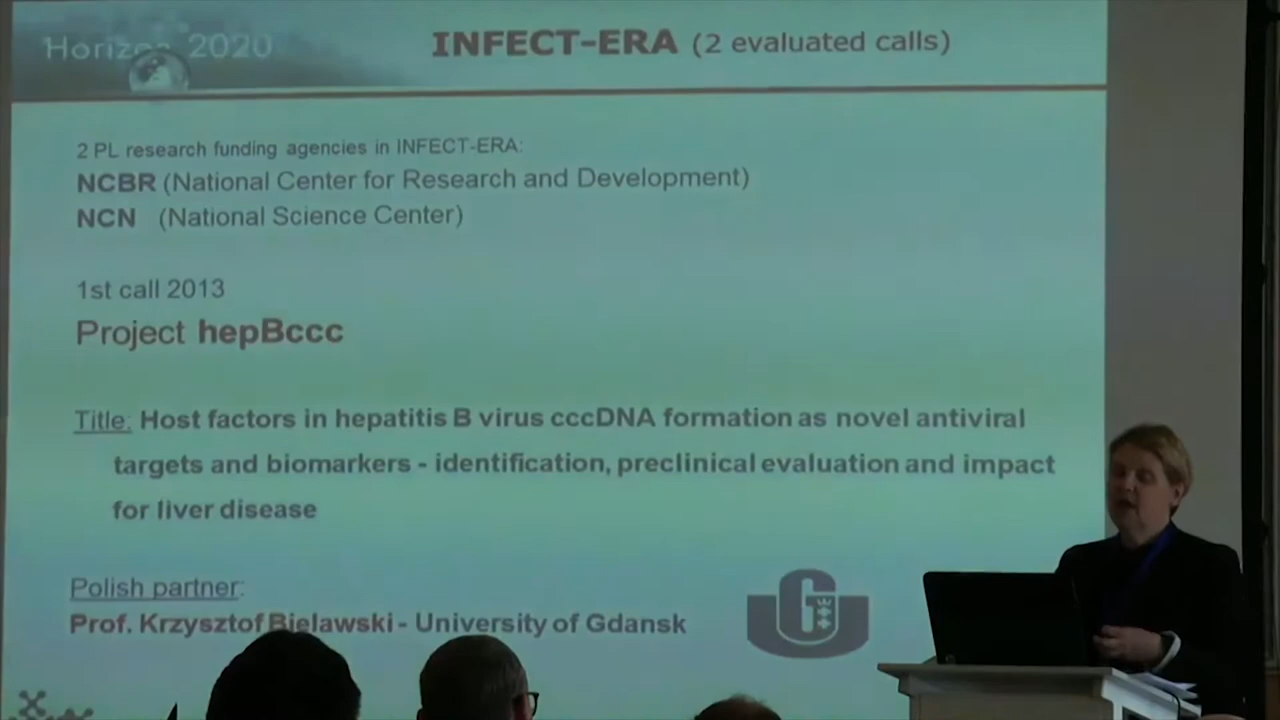 Horizon 2020
INFECT-ERA (2 evaluated calls)
2 PL research funding agencies in INFECT-ERA:
NCBR (National Center for Research and Development)
NCN (National Science Center)
1st call 2013
Project hepBccc
Title: Host factors in hepatitis B virus cccDNA formation as novel antiviral
targets and biomarkers - identification, preclinical evaluation and impact
for liver disease
Polish partner:
Prof. Krzysztof Bielawski - University of Gdansk